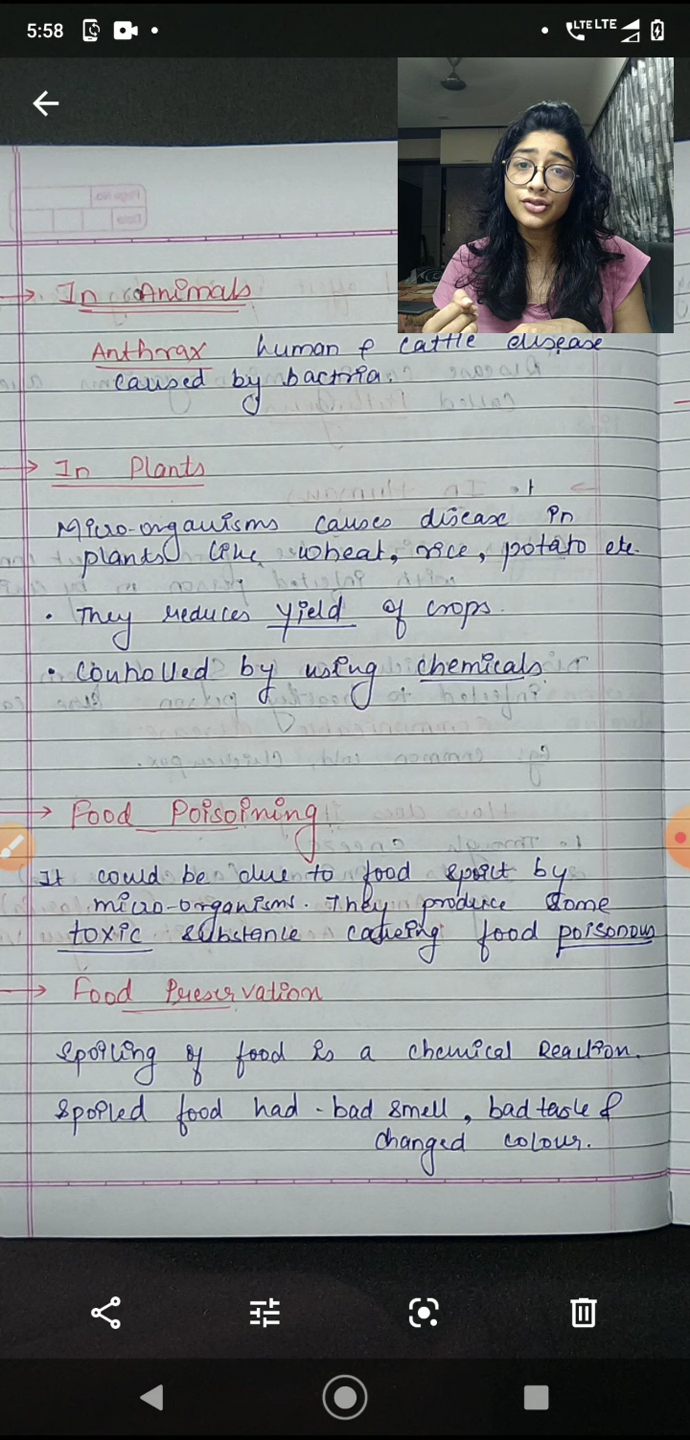 5:58
LTE LTE
→ In Animals
Anthrax human & cattle disease
caused by bactria.
→ In Plants
Micro-organisms causes disease in
plants like wheat, rice, potato etc.
• They reduces yield of crops.
• Controlled by using chemicals.
→ Food Poisoining
It could be due to food spoilt by
micro-organisms. They produce some
toxic substance causing food poisonous
→ Food Preservation
Spoiling of food is a chemical Reaction.
Spoiled food had - bad smell, bad taste &
changed colour.